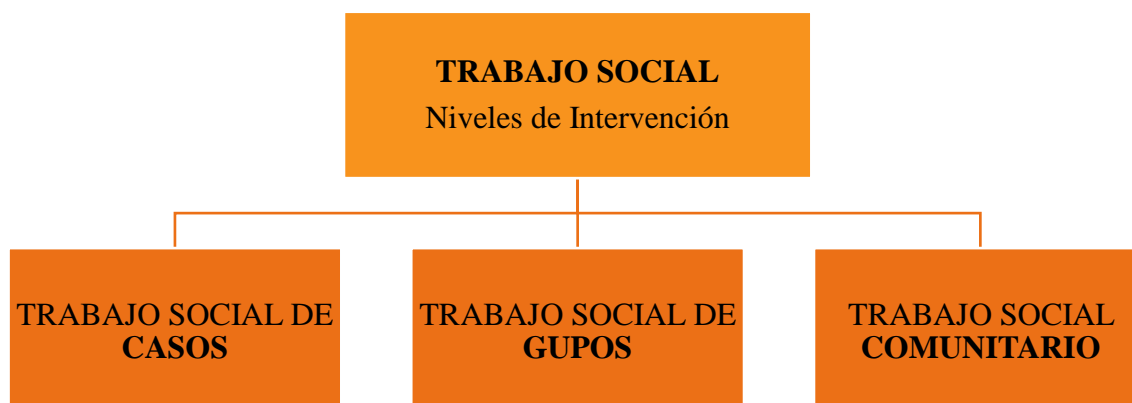 TRABAJO SOCIAL
Niveles de Intervención
TRABAJO SOCIAL DE
CASOS
TRABAJO SOCIAL DE
GUPOS
TRABAJO SOCIAL
COMUNITARIO